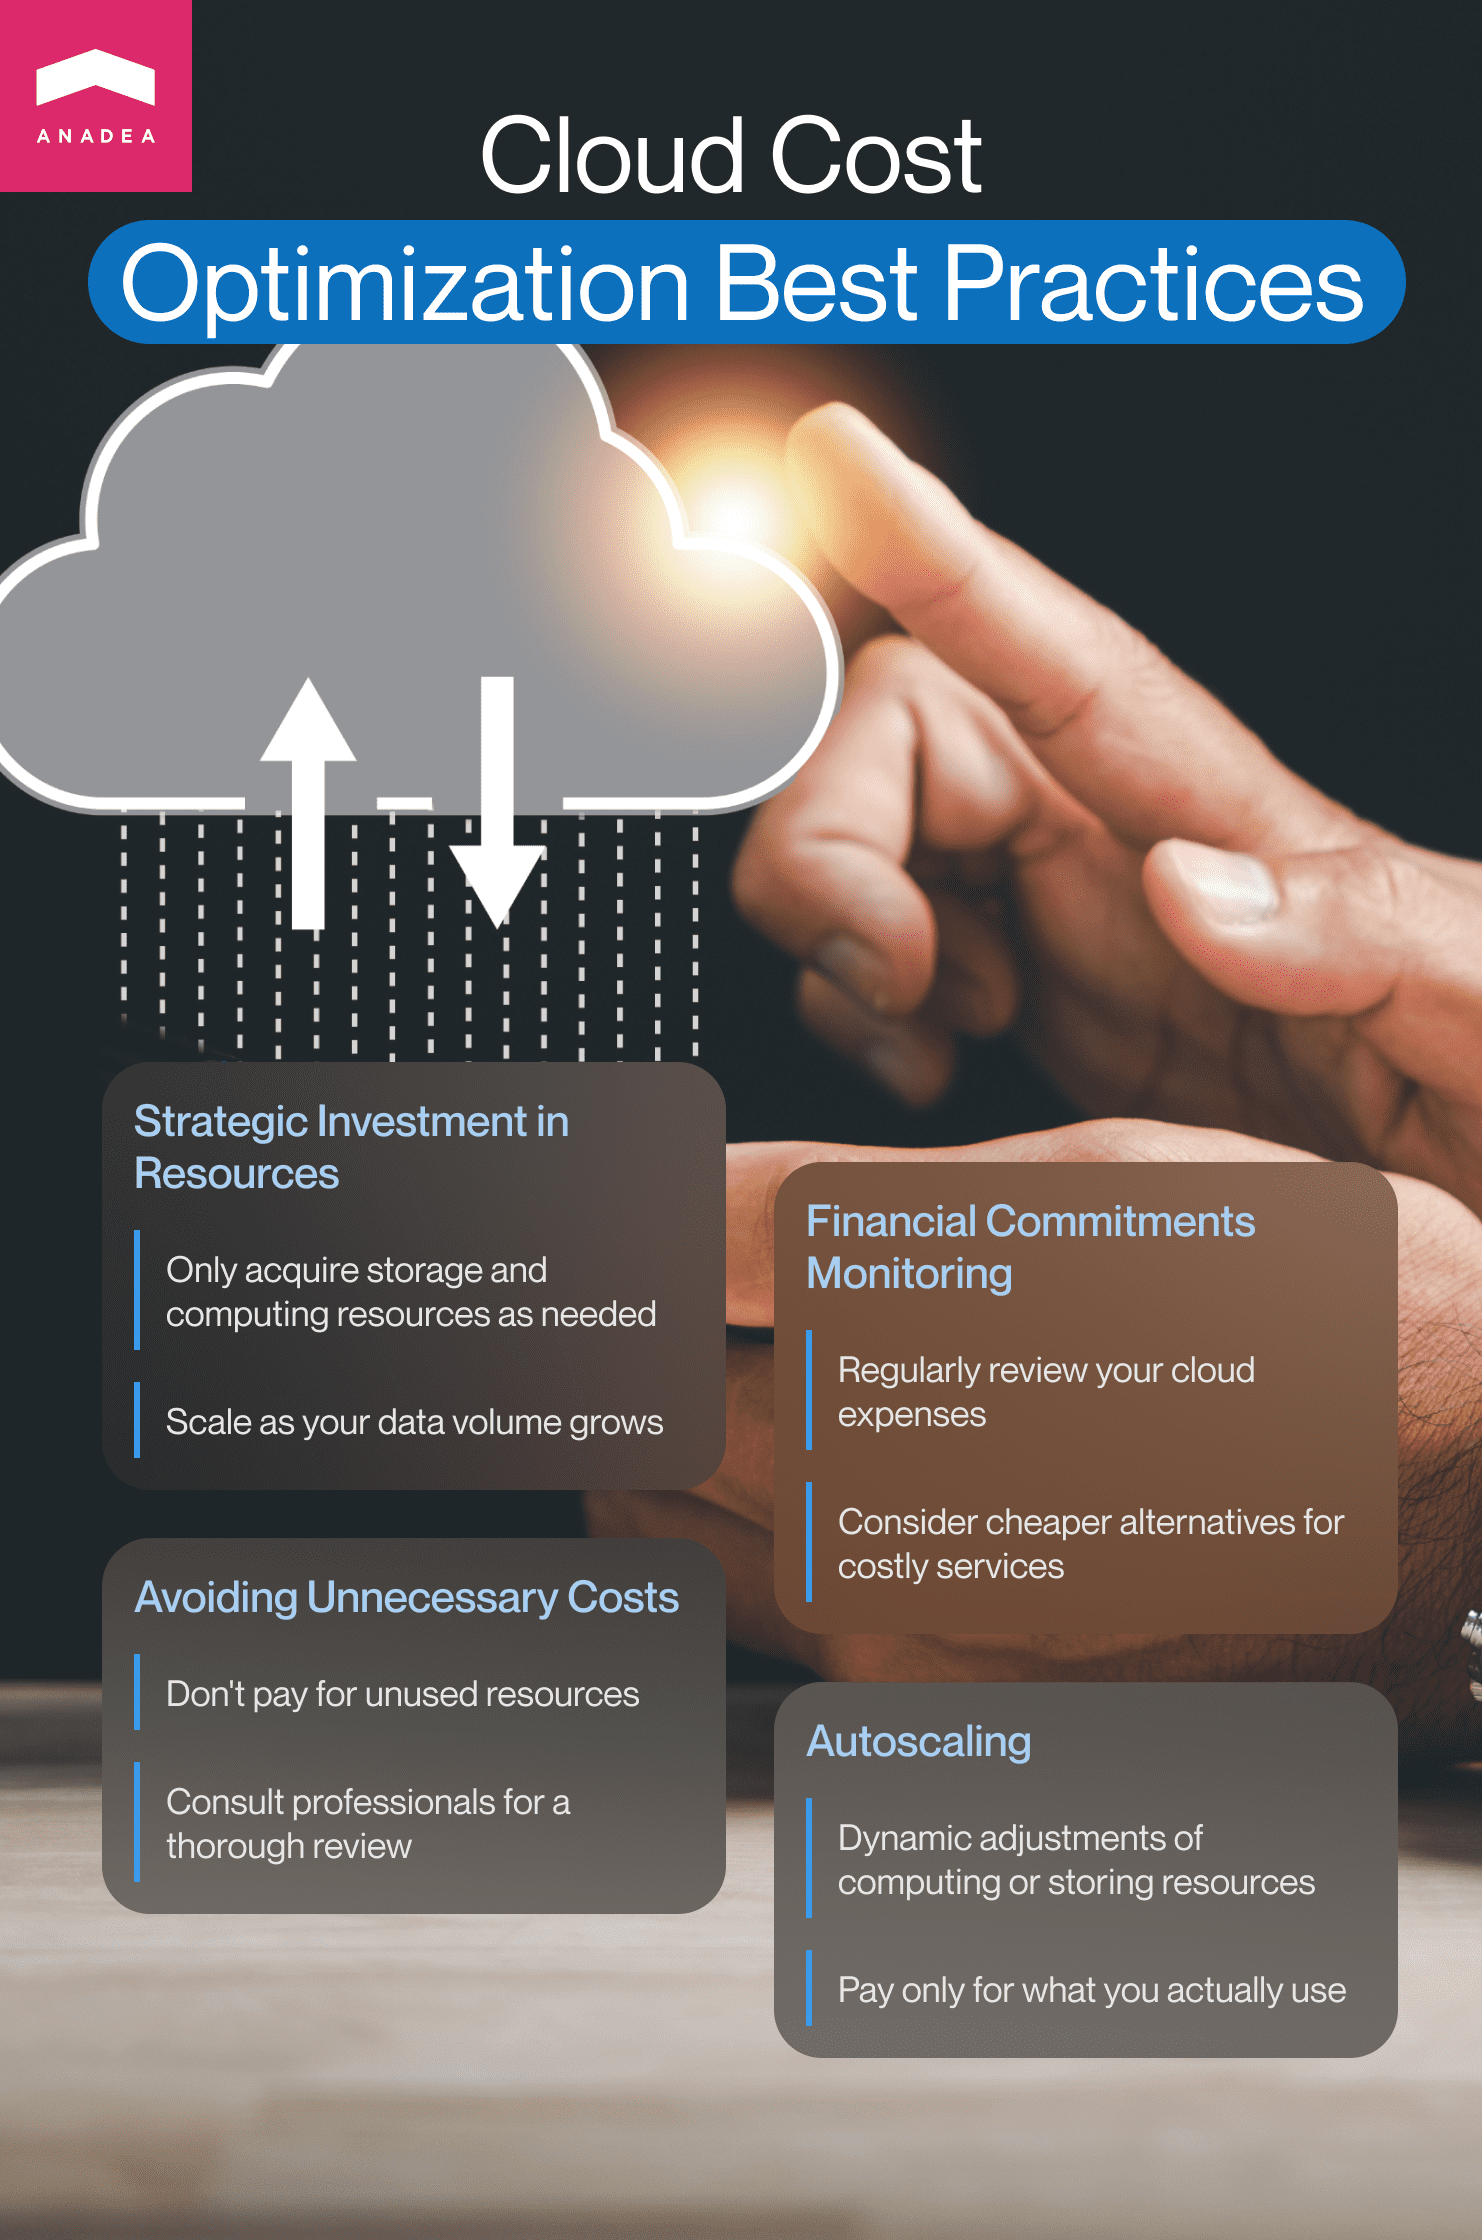 ANADEA
Cloud Cost
Optimization Best Practices
Strategic Investment in
Resources
Only acquire storage and
computing resources as needed
Scale as your data volume grows
Financial Commitments
Monitoring
Regularly review your cloud
expenses
Consider cheaper alternatives for
costly services
Avoiding Unnecessary Costs
Don't pay for unused resources
Consult professionals for a
thorough review
Autoscaling
Dynamic adjustments of
computing or storing resources
Pay only for what you actually use